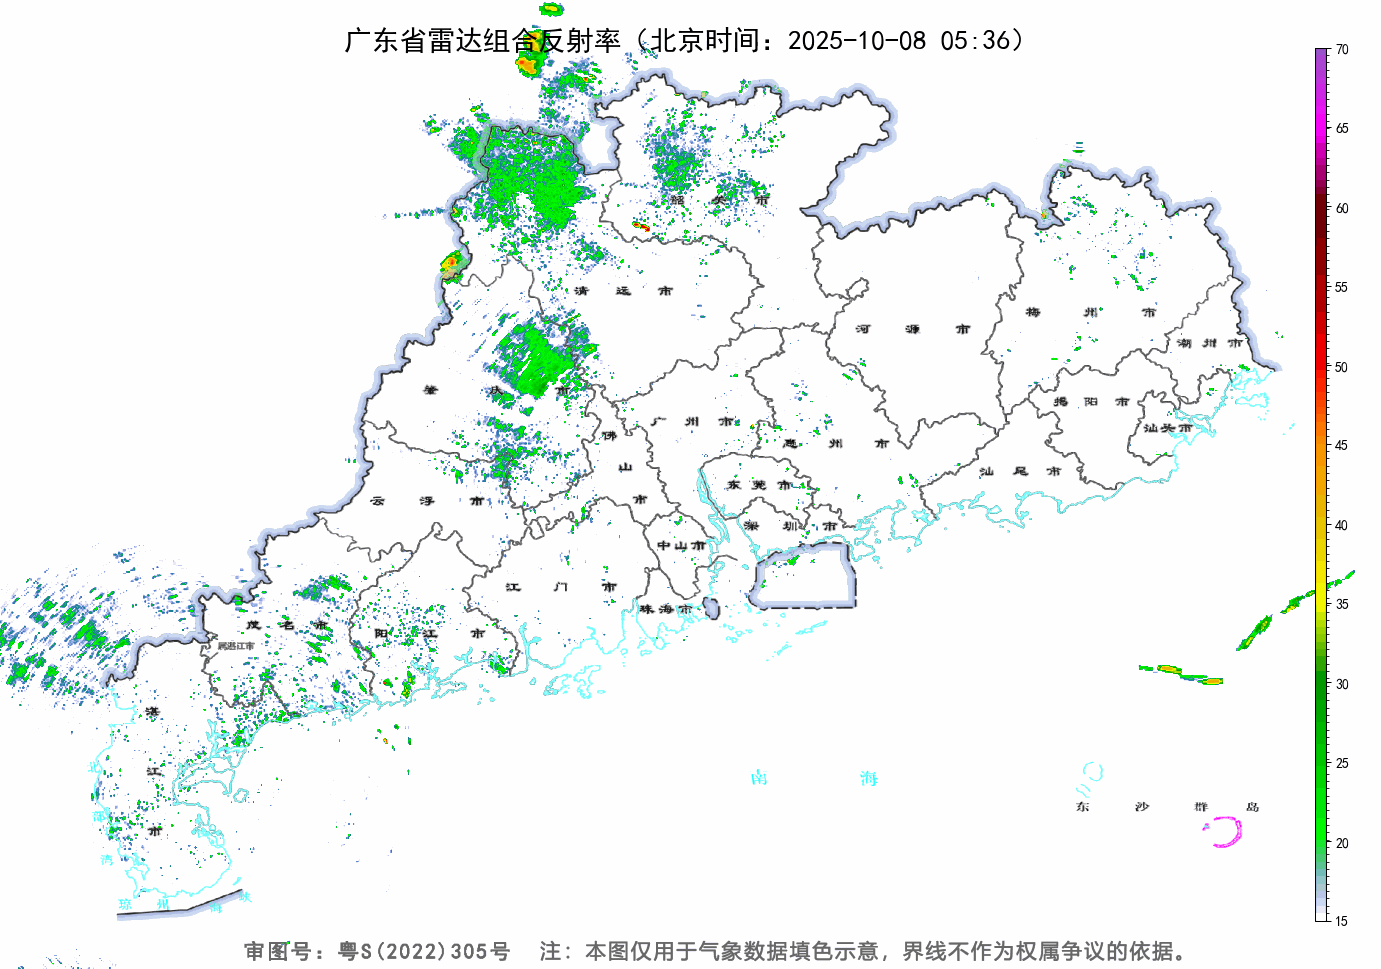 广东省雷达组合反射率（北京时间：2025-10-08 05:36）
70
65
60
55
50
45
40
35
30
25
20
15
韶关市
清远市
河源市
梅州市
潮州市
肇庆市
广州市
佛山市
惠州市
揭阳市
汕头市
汕尾市
东莞市
云浮市
深圳市
中山市
江门市
珠海市
茂名市
属湛江市
阳江市
湛江市
北部湾
琼州海峡
南海
东沙群岛
审图号：粤S(2022)305号 注：本图仅用于气象数据填色示意，界线不作为权属争议的依据。